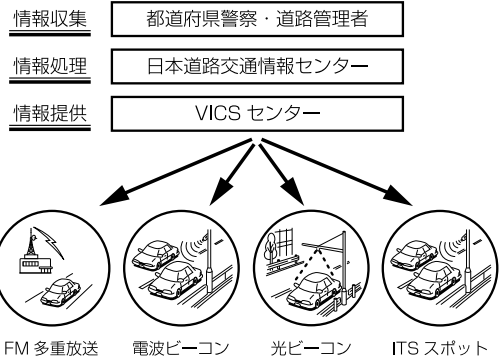 情報収集 都道府県警察・道路管理者
情報処理 日本道路交通情報センター
情報提供 VICS センター
FM 多重放送 電波ビーコン 光ビーコン ITS スポット